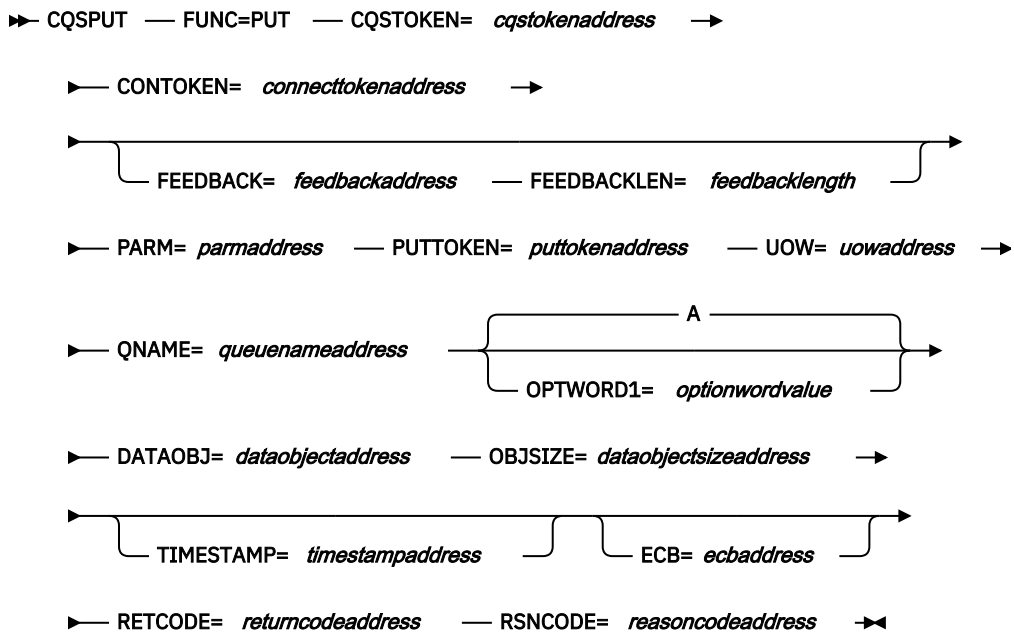 CQSPUT FUNC=PUT CQSTOKEN= cqstokenaddress
CONTOKEN= connecttokenaddress
FEEDBACK= feedbackaddress FEEDBACKLEN= feedbacklength
PARM= parmaddress PUTTOKEN= puttokenaddress UOW= uowaddress
A
QNAME= queuenameaddress
OPTWORD1= optionwordvalue
DATAOBJ= dataobjectaddress OBJSIZE= dataobjectsizeaddress
TIMESTAMP= timestampaddress ECB= ecbaddress
RETCODE= returncodeaddress RSNCODE= reasoncodeaddress